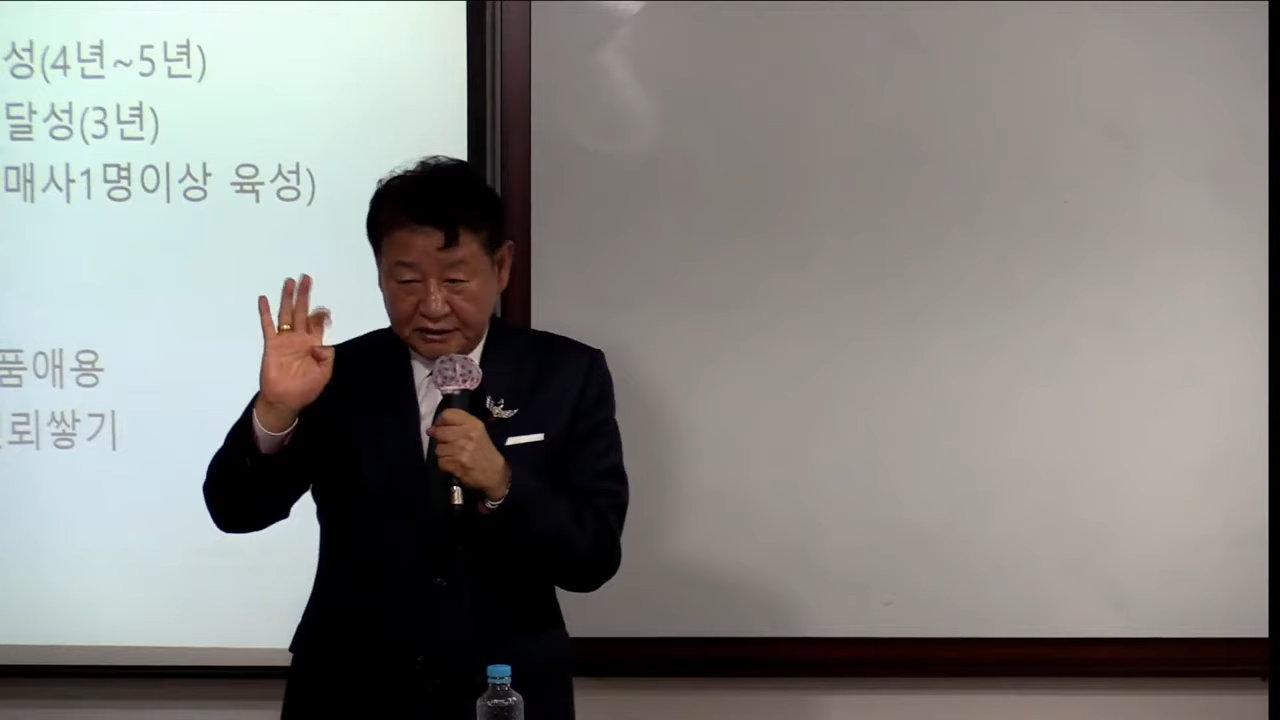 성(4년~5년)
달성(3년)
매사1명이상 육성)
품애용
뢰쌓기